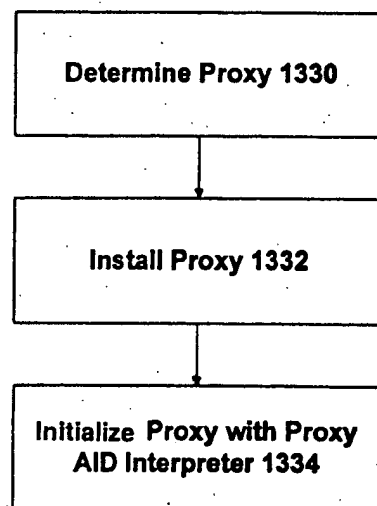 Determine Proxy 1330
Install Proxy 1332
Initialize Proxy with Proxy
AID Interpreter 1334